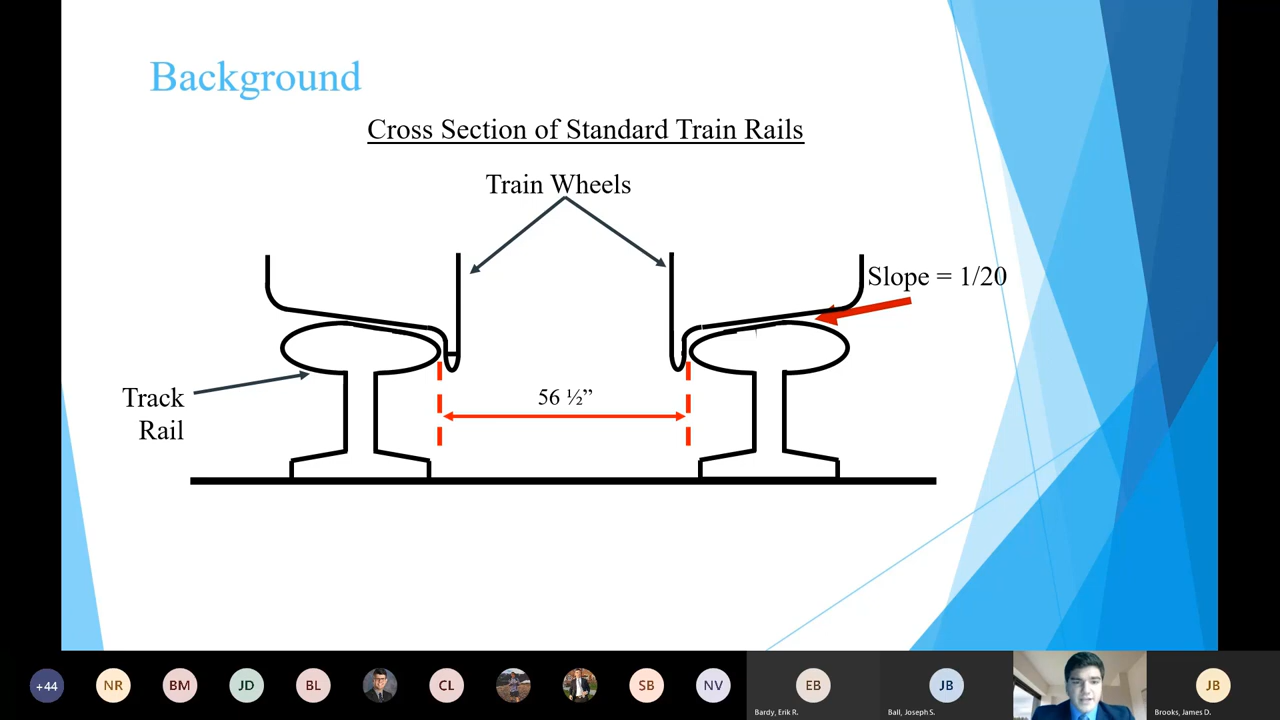 Background
Cross Section of Standard Train Rails
Train Wheels
Slope = 1/20
56 ½”
Track
Rail
+44
NR
BM
JD
BL
CL
SB
NV
EB
JB
JB
Bardy, Erik R.
Ball, Joseph S.
Brooks, James D.